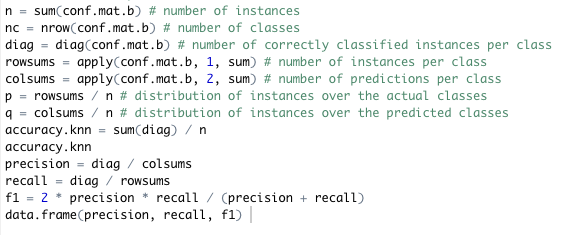 n = sum(conf.mat.b) # number of instances
nc = nrow(conf.mat.b) # number of classes
diag = diag(conf.mat.b) # number of correctly classified instances per class
rowsums = apply(conf.mat.b, 1, sum) # number of instances per class
colsums = apply(conf.mat.b, 2, sum) # number of predictions per class
p = rowsums / n # distribution of instances over the actual classes
q = colsums / n # distribution of instances over the predicted classes
accuracy.knn = sum(diag) / n
accuracy.knn
precision = diag / colsums
recall = diag / rowsums
f1 = 2 * precision * recall / (precision + recall)
data.frame(precision, recall, f1)